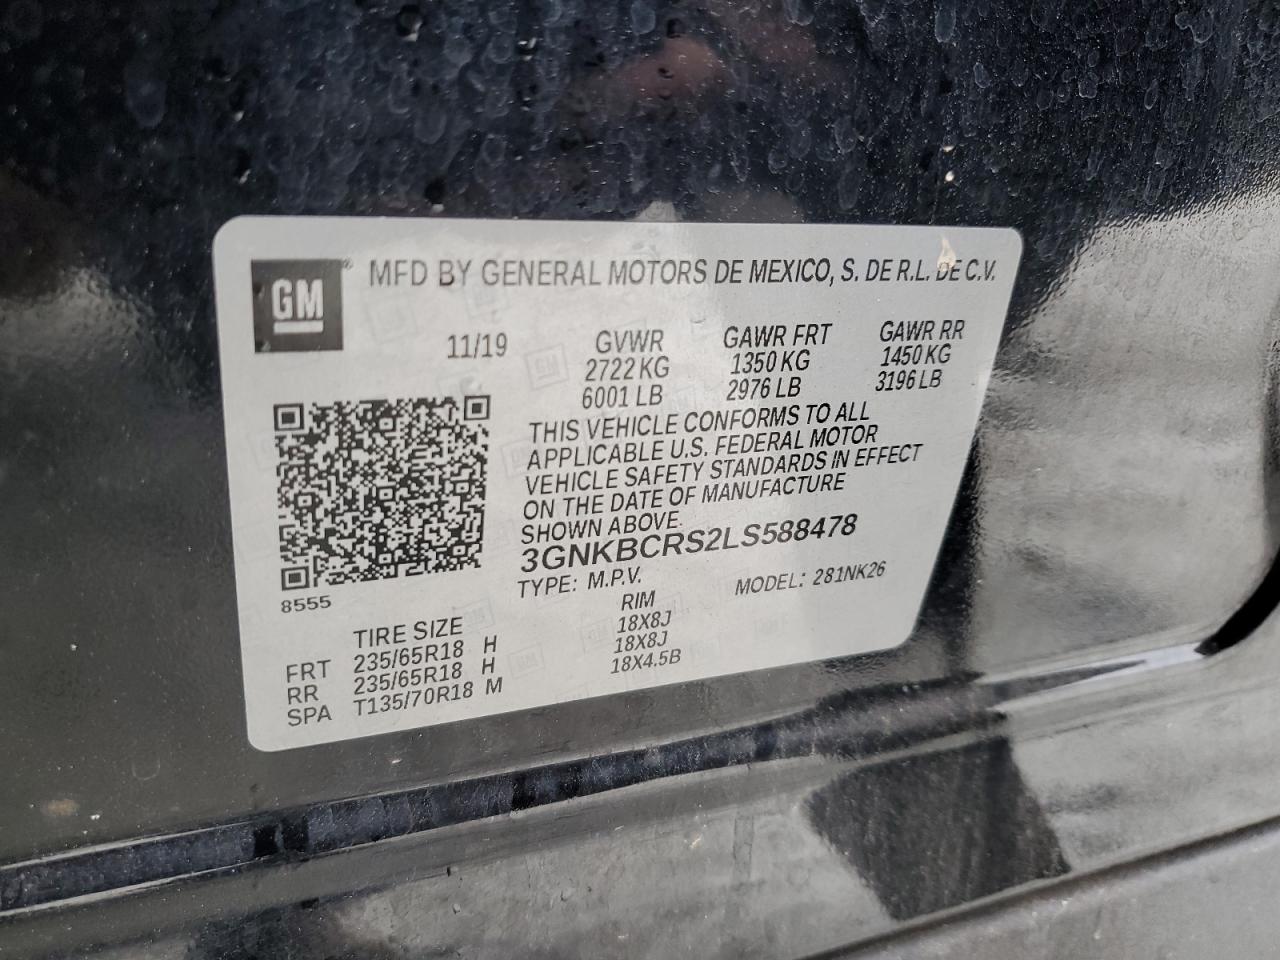 GM® MFD BY GENERAL MOTORS DE MEXICO, S. DE R.L. DE C.V.
11/19 GVWR GAWR FRT GAWR RR
2722 KG 1350 KG 1450 KG
6001 LB 2976 LB 3196 LB
THIS VEHICLE CONFORMS TO ALL
APPLICABLE U.S. FEDERAL MOTOR
VEHICLE SAFETY STANDARDS IN EFFECT
ON THE DATE OF MANUFACTURE
SHOWN ABOVE.
3GNKBCRS2LS588478
TYPE: M.P.V. MODEL: 281NK26
8555
TIRE SIZE RIM
FRT 235/65R18 H 18X8J
RR 235/65R18 H 18X8J
SPA T135/70R18 M 18X4.5B